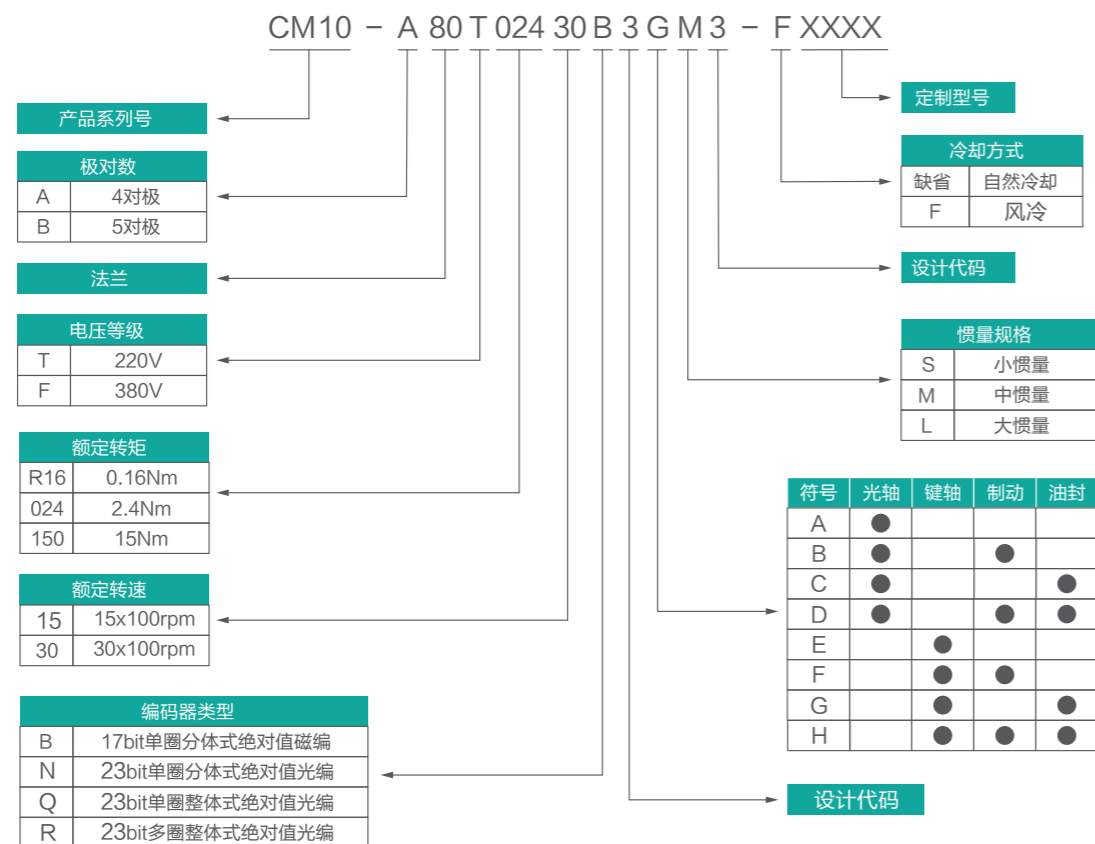 CM10 - A 80 T 024 30 B 3 G M 3 - F XXXX
产品系列号
极对数
A 4对极
B 5对极
法兰
电压等级
T 220V
F 380V
额定转矩
R16 0.16Nm
024 2.4Nm
150 15Nm
额定转速
15 15x100rpm
30 30x100rpm
编码器类型
B 17bit单圈分体式绝对值磁编
N 23bit单圈分体式绝对值光编
Q 23bit单圈整体式绝对值光编
R 23bit多圈整体式绝对值光编
定制型号
冷却方式
缺省 自然冷却
F 风冷
设计代码
惯量规格
S 小惯量
M 中惯量
L 大惯量
符号 光轴 键轴 制动 油封
A
B
C
D
E
F
G
H
设计代码